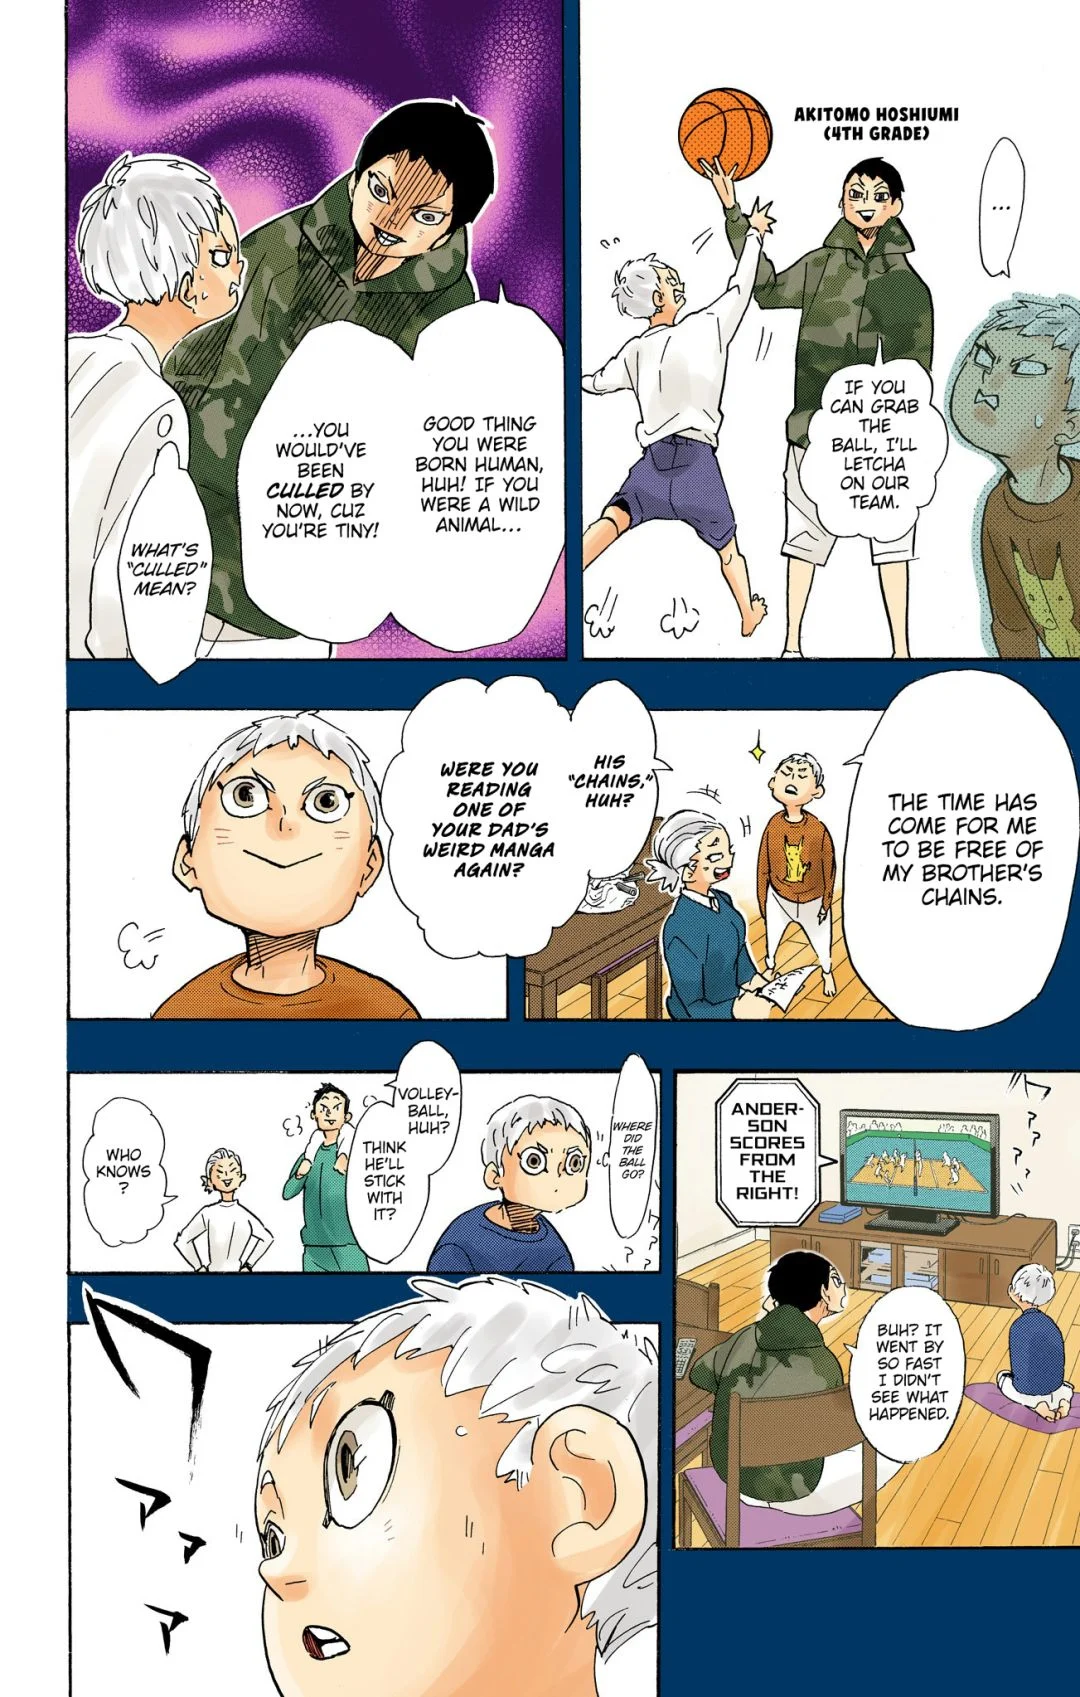 AKITOMO HOSHIUMI
(4TH GRADE)
...
IF YOU
CAN GRAB
THE
BALL, I'LL
LETCHA
ON OUR
TEAM.
GOOD THING
YOU WERE
BORN HUMAN,
HUH! IF YOU
WERE A WILD
ANIMAL...
...YOU
WOULD'VE
BEEN
CULLED BY
NOW, CUZ
YOU'RE TINY!
WHAT'S
"CULLED"
MEAN?
THE TIME HAS
COME FOR ME
TO BE FREE OF
MY BROTHER'S
CHAINS.
HIS
"CHAINS,"
HUH?
WERE YOU
READING
ONE OF
YOUR DAD'S
WEIRD MANGA
AGAIN?
ANDER-
SON
SCORES
FROM
THE
RIGHT!
BUH? IT
WENT BY
SO FAST
I DIDN'T
SEE WHAT
HAPPENED.
WHERE
DID
THE
BALL
GO?
VOLLEY-
BALL,
HUH?
THINK
HE'LL
STICK
WITH
IT?
WHO
KNOWS
?
ワアアァ